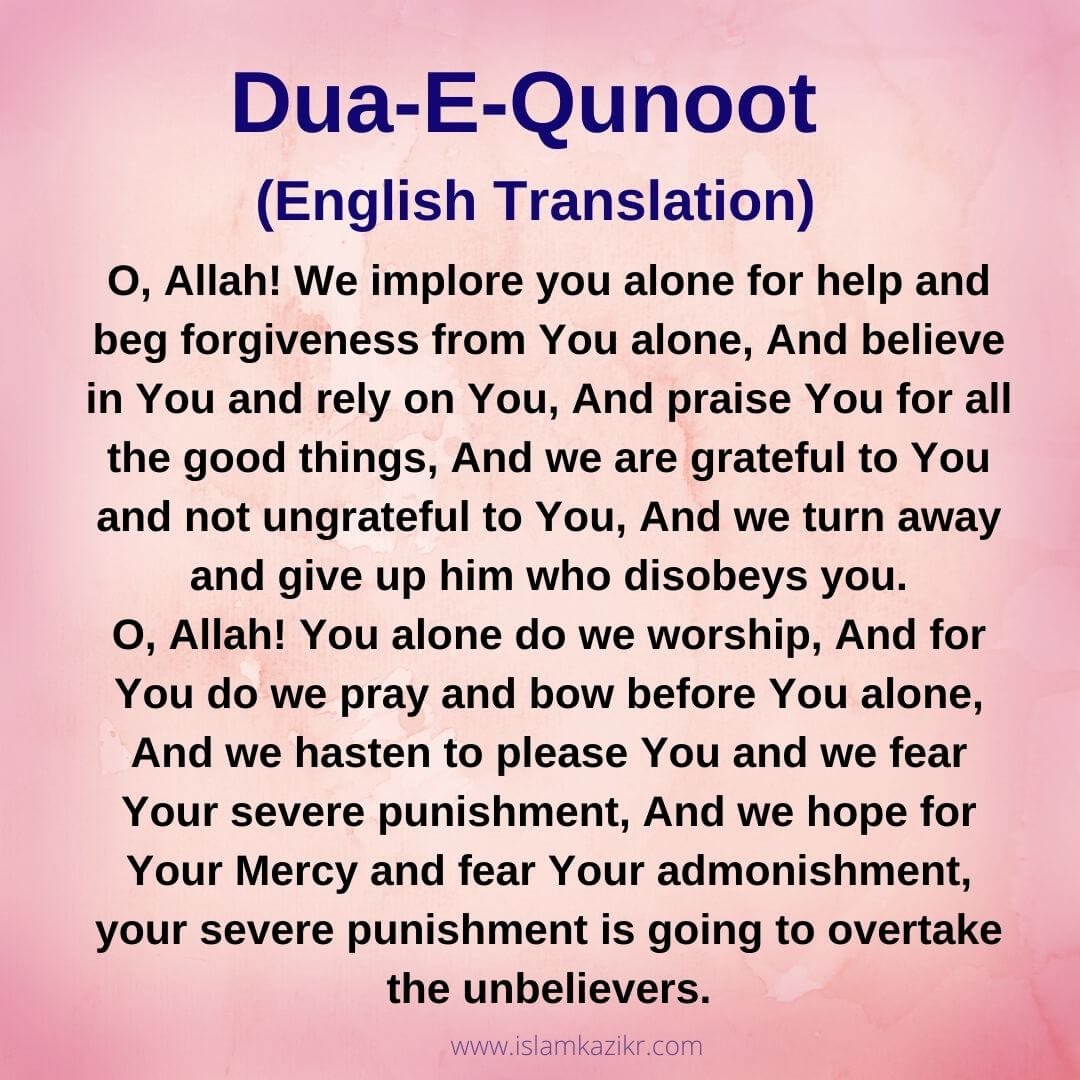 Dua-E-Qunoot
(English Translation)
O, Allah! We implore you alone for help and
beg forgiveness from You alone, And believe
in You and rely on You, And praise You for all
the good things, And we are grateful to You
and not ungrateful to You, And we turn away
and give up him who disobeys you.
O, Allah! You alone do we worship, And for
You do we pray and bow before You alone,
And we hasten to please You and we fear
Your severe punishment, And we hope for
Your Mercy and fear Your admonishment,
your severe punishment is going to overtake
the unbelievers.
www.islamkazikr.com